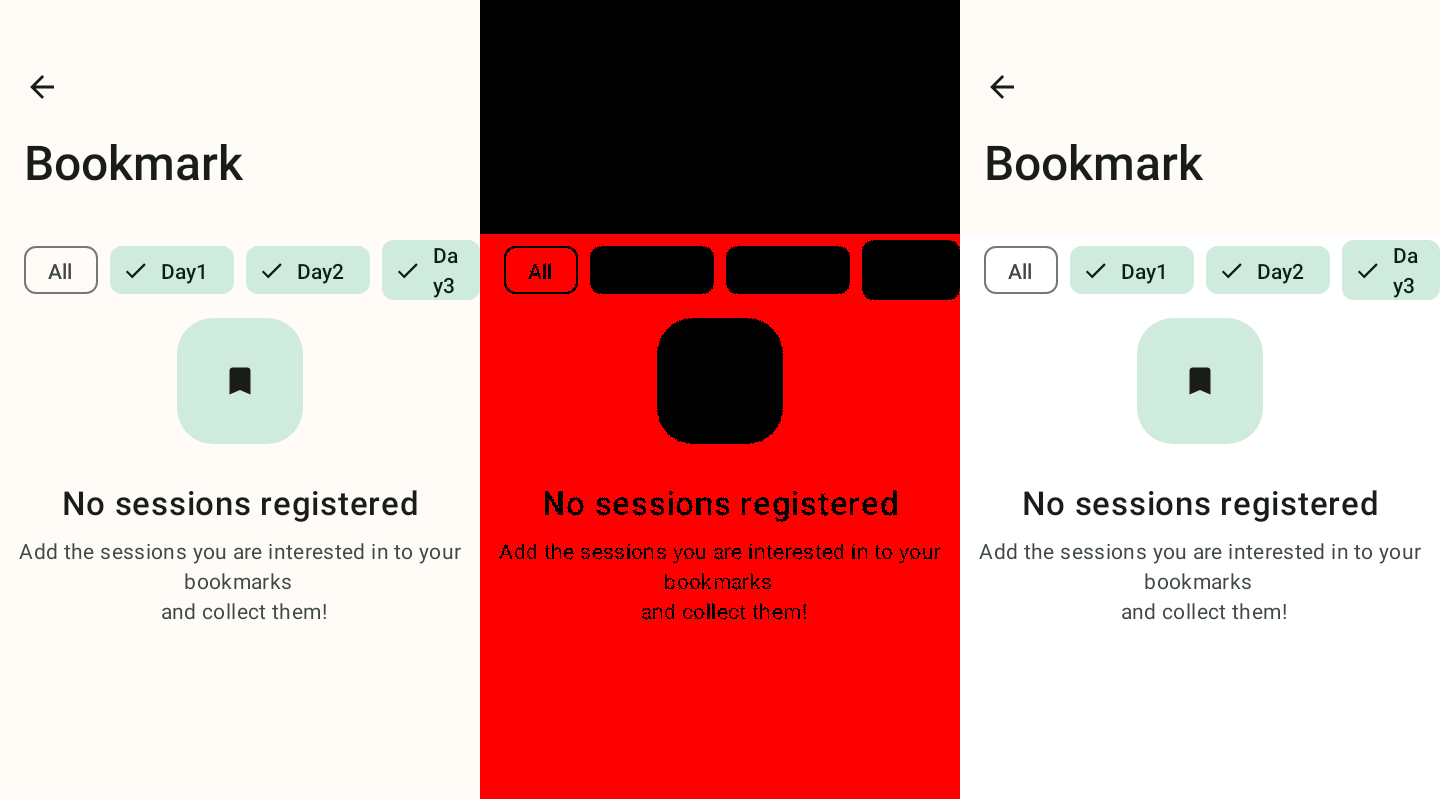 Bookmark
All
Day1
Day2
Da
y3
No sessions registered
Add the sessions you are interested in to your
bookmarks
and collect them!
All
No sessions registered
Add the sessions you are interested in to your
bookmarks
and collect them!
Bookmark
All
Day1
Day2
Da
y3
No sessions registered
Add the sessions you are interested in to your
bookmarks
and collect them!